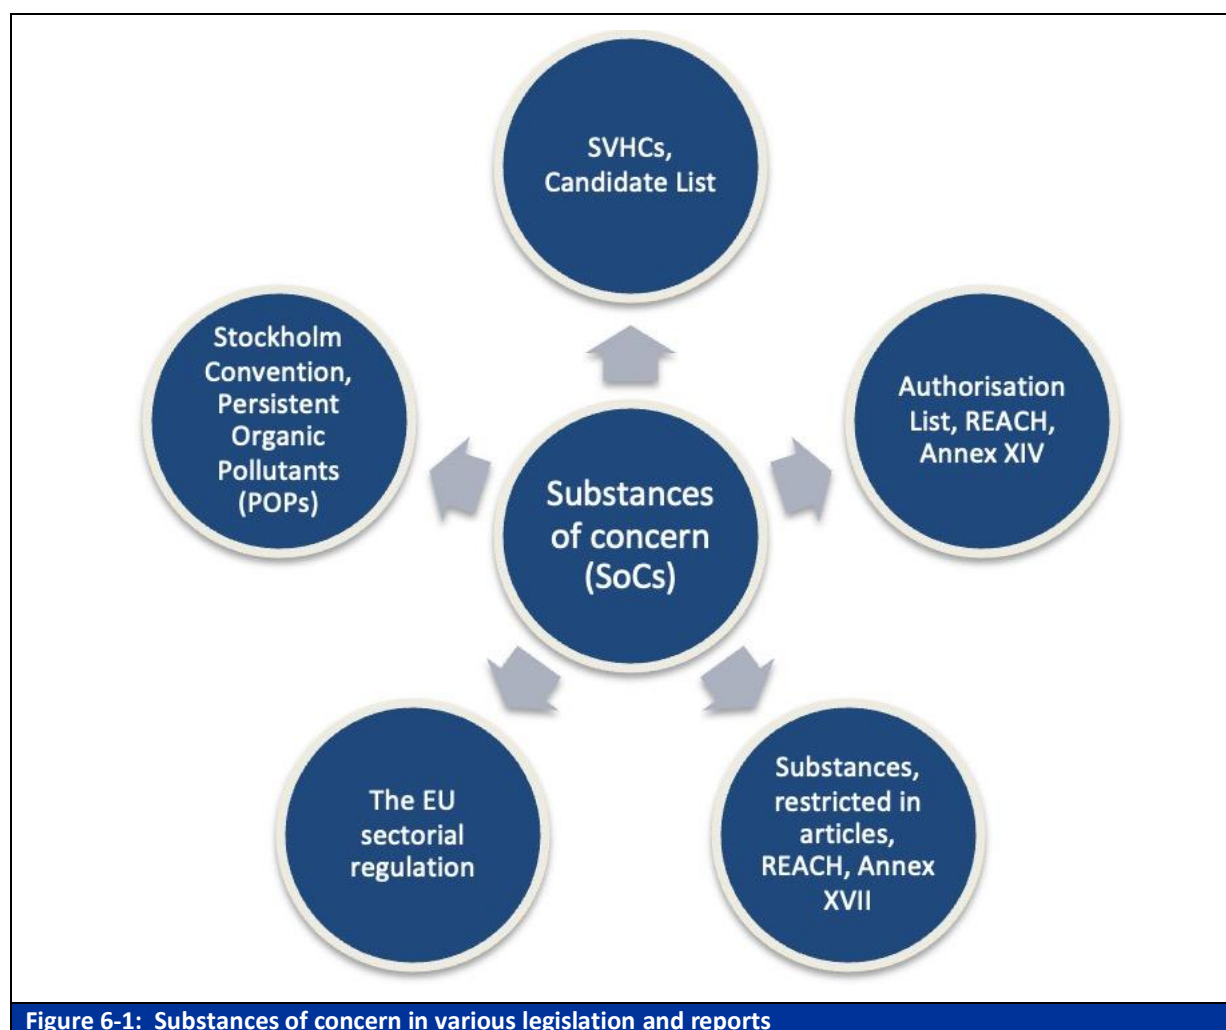 SVHCs,
Candidate List
Authorisation
List, REACH,
Annex XIV
Substances,
restricted in
articles,
REACH, Annex
XVII
The EU
sectorial
regulation
Stockholm
Convention,
Persistent
Organic
Pollutants
(POPs)
Substances
of concern
(SoCs)
Figure 6-1:  Substances of concern in various legislation and reports